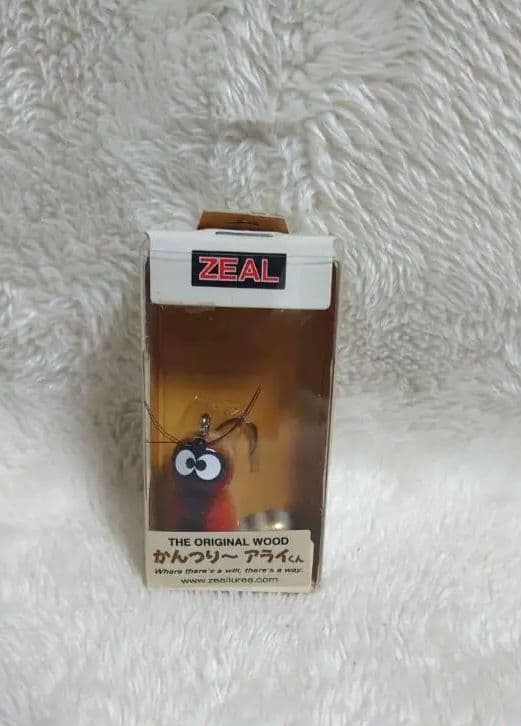 ZEAL
THE ORIGINAL WOOD
かんつり〜 アライくん
Where there's a will, there's a way.
www.zeallures.com